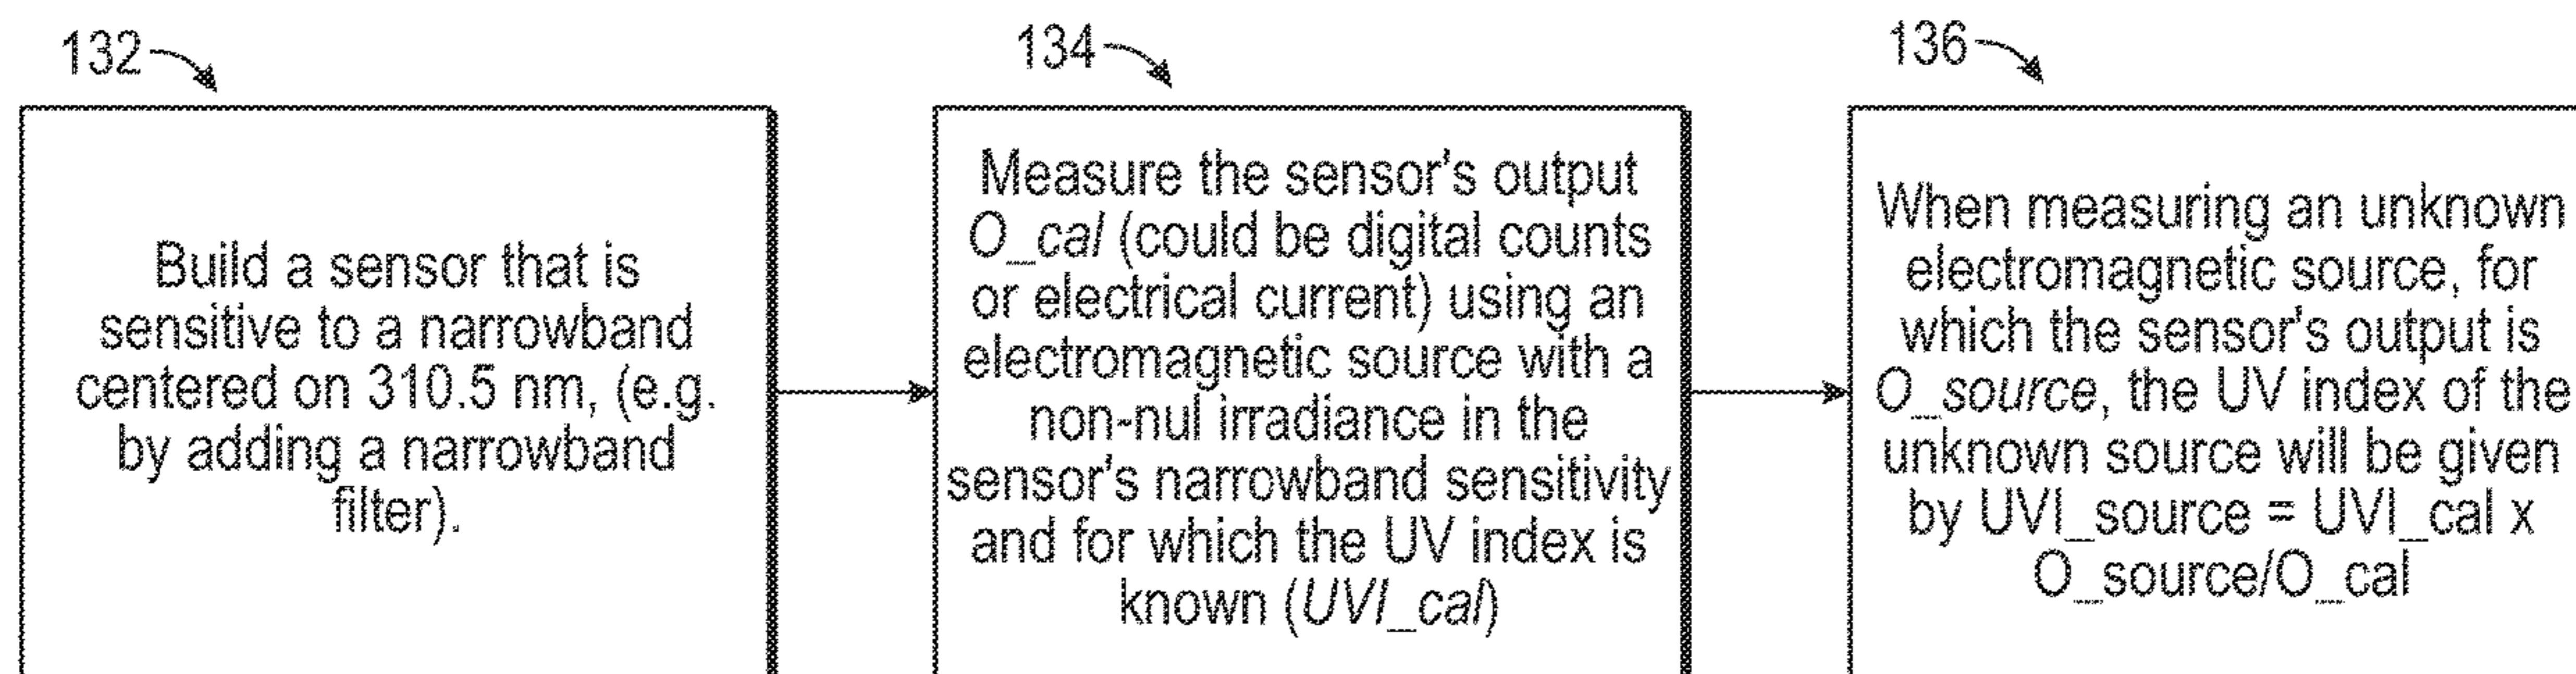 132
134
136
Build a sensor that is
sensitive to a narrowband
centered on 310.5 nm, (e.g.
by adding a narrowband
filter).
Measure the sensor's output
O_cal (could be digital counts
or electrical current) using an
electromagnetic source with a
non-nul irradiance in the
sensor's narrowband sensitivity
and for which the UV index is
known (UVI_cal)
When measuring an unknown
electromagnetic source, for
which the sensor's output is
O_source, the UV index of the
unknown source will be given
by UVI_source = UVI_cal x
O_source/O_cal